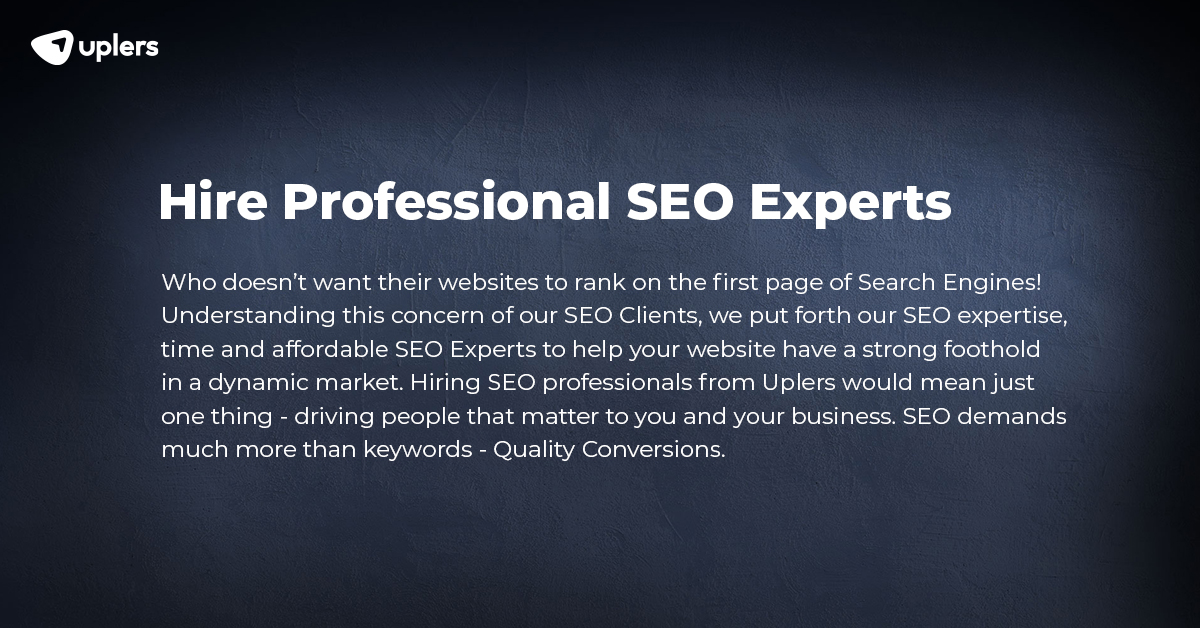 uplers
Hire Professional SEO Experts
Who doesn’t want their websites to rank on the first page of Search Engines!
Understanding this concern of our SEO Clients, we put forth our SEO expertise,
time and affordable SEO Experts to help your website have a strong foothold
in a dynamic market. Hiring SEO professionals from Uplers would mean just
one thing - driving people that matter to you and your business. SEO demands
much more than keywords - Quality Conversions.